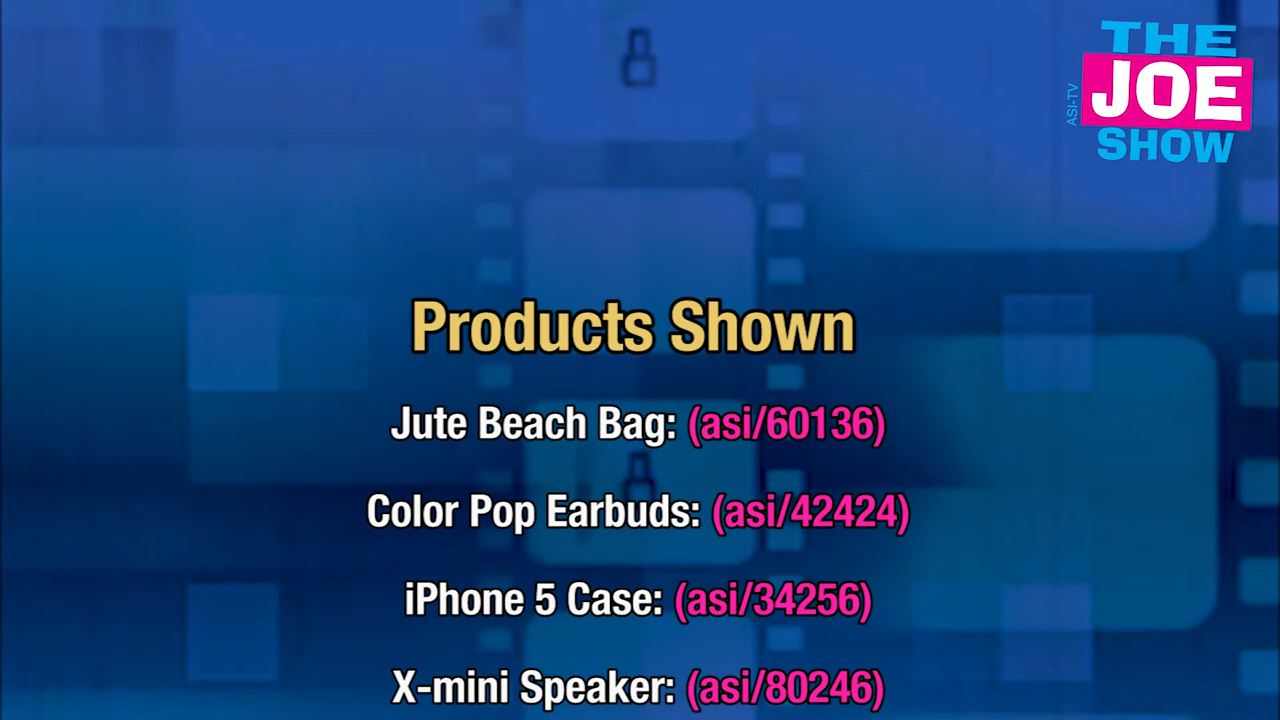 THE
JOE
SHOW
ASI-TV
Products Shown
Jute Beach Bag: (asi/60136)
Color Pop Earbuds: (asi/42424)
iPhone 5 Case: (asi/34256)
X-mini Speaker: (asi/80246)